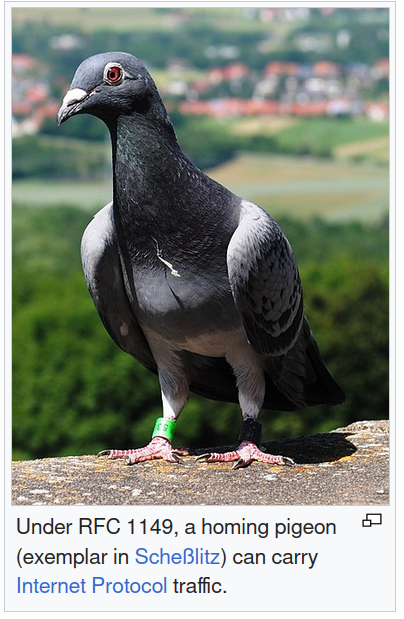 Under RFC 1149, a homing pigeon
(exemplar in Scheßlitz) can carry
Internet Protocol traffic.